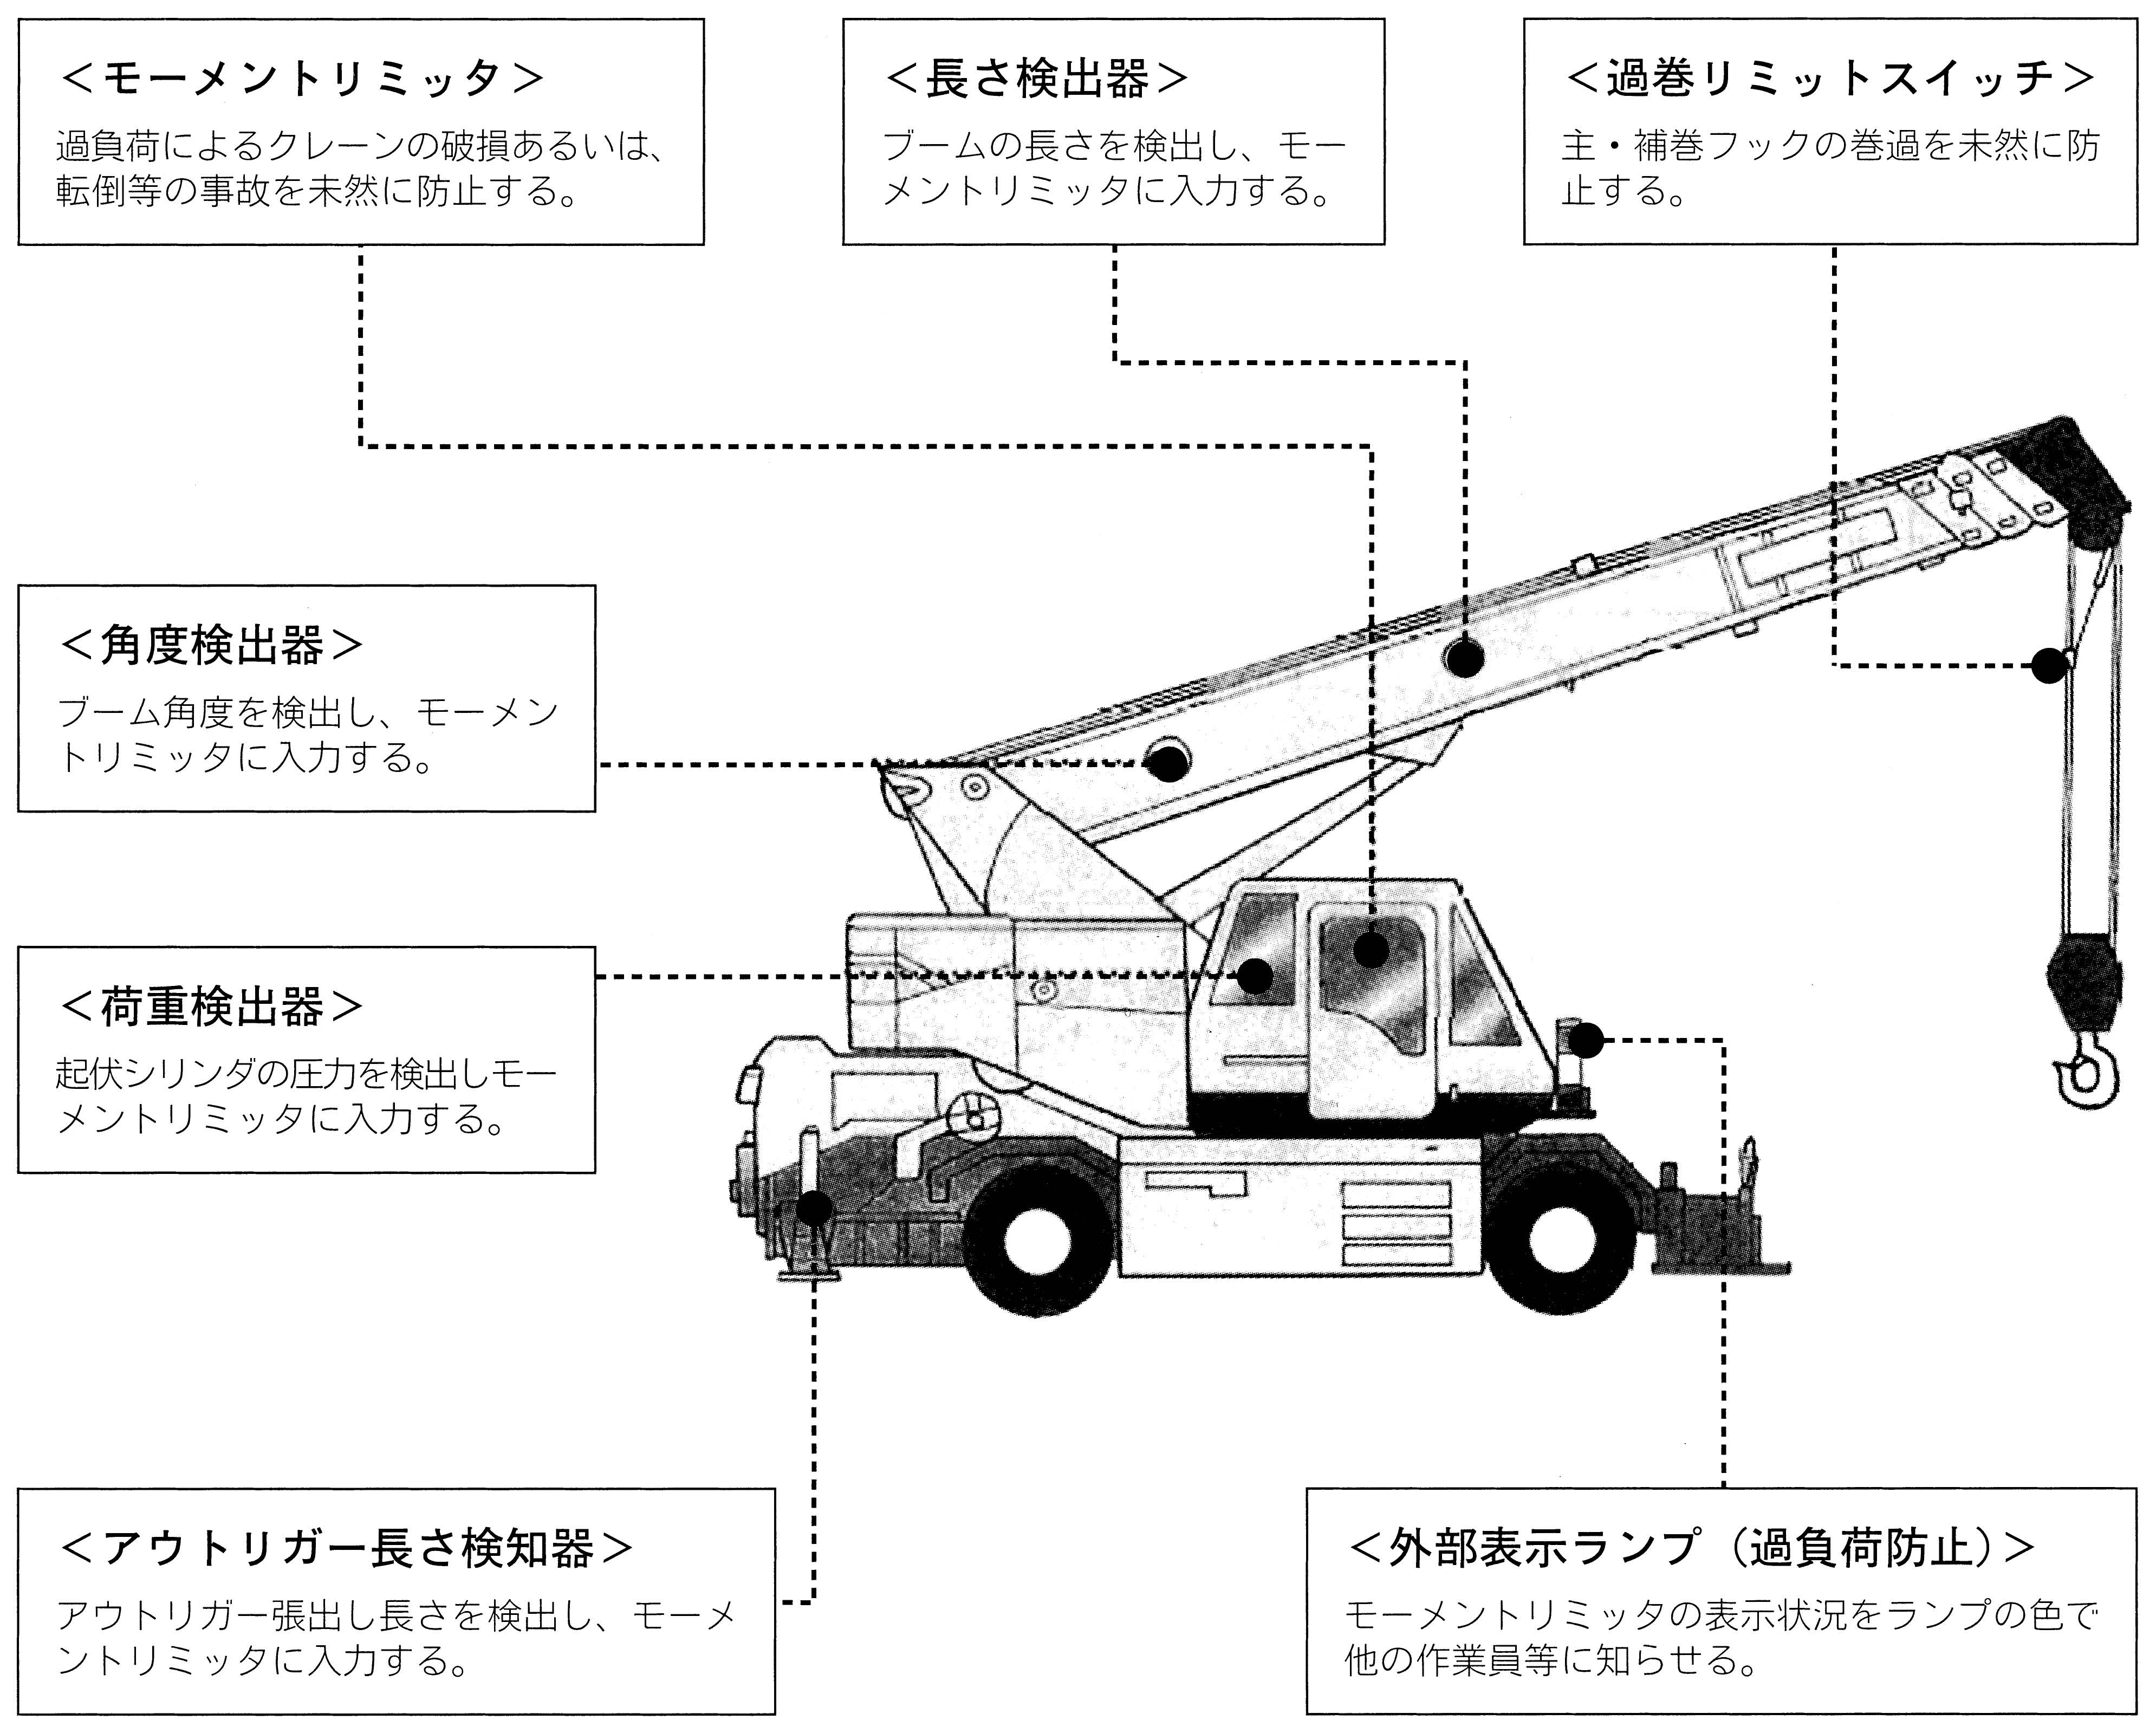 ＜モーメントリミッタ＞
過負荷によるクレーンの破損あるいは、
転倒等の事故を未然に防止する。
＜長さ検出器＞
ブームの長さを検出し、モー
メントリミッタに入力する。
＜過巻リミットスイッチ＞
主・補巻フックの巻過を未然に防
止する。
＜角度検出器＞
ブーム角度を検出し、モーメン
トリミッタに入力する。
＜荷重検出器＞
起伏シリンダの圧力を検出しモー
メントリミッタに入力する。
＜アウトリガー長さ検知器＞
アウトリガー張出し長さを検出し、モーメ
ントリミッタに入力する。
＜外部表示ランプ（過負荷防止）＞
モーメントリミッタの表示状況をランプの色で
他の作業員等に知らせる。